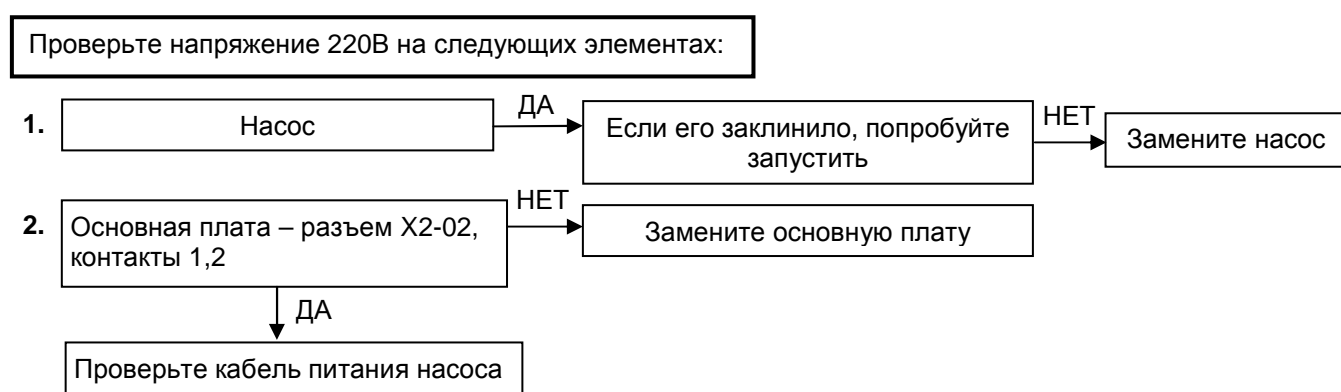 Проверьте напряжение 220В на следующих элементах:
1. Насос ДА Если его заклинило, попробуйте НЕТ Замените насос
запустить
2. Основная плата – разъем X2-02, НЕТ Замените основную плату
контакты 1,2
ДА
Проверьте кабель питания насоса